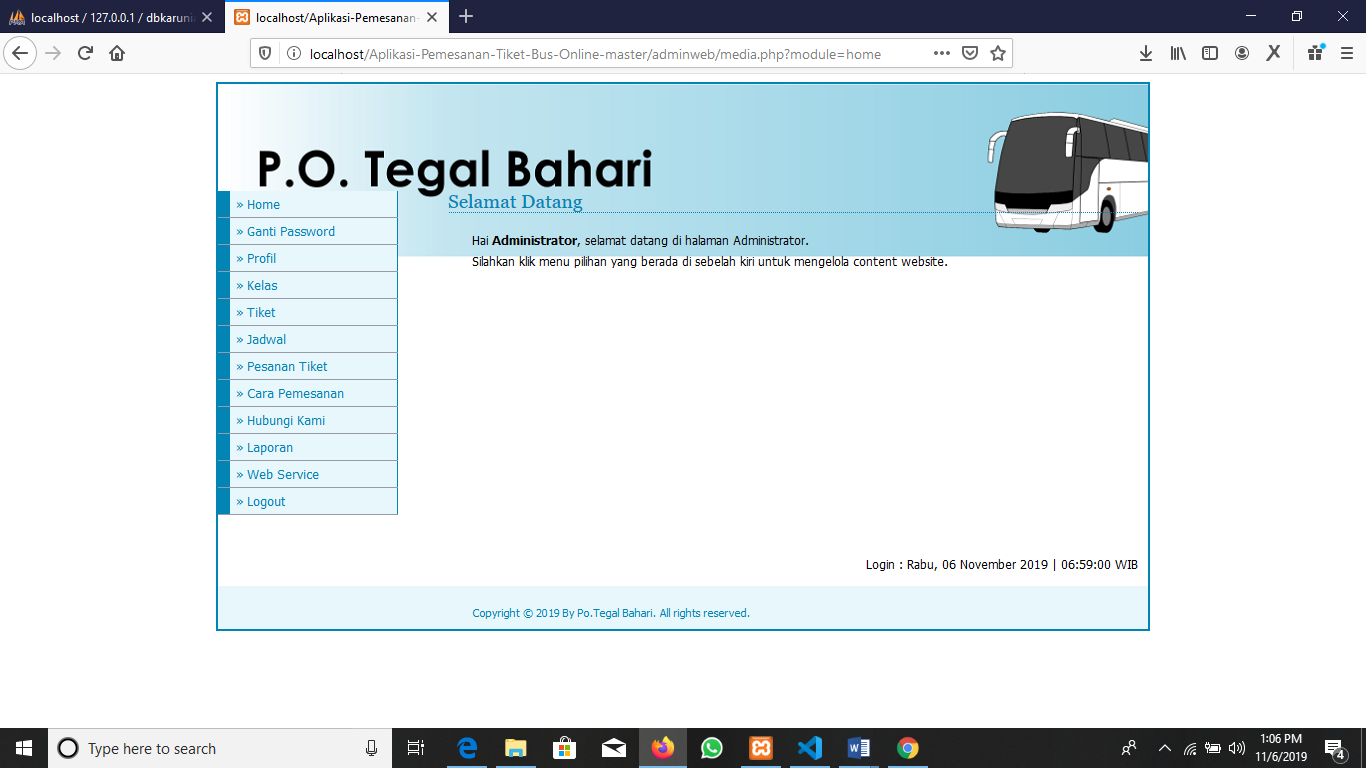 localhost / 127.0.0.1 / dbkaruni
localhost/Aplikasi-Pemesanan-
localhost/Aplikasi-Pemesanan-Tiket-Bus-Online-master/adminweb/media.php?module=home
P.O. Tegal Bahari
» Home
» Ganti Password
» Profil
» Kelas
» Tiket
» Jadwal
» Pesanan Tiket
» Cara Pemesanan
» Hubungi Kami
» Laporan
» Web Service
» Logout
Selamat Datang
Hai Administrator, selamat datang di halaman Administrator.
Silahkan klik menu pilihan yang berada di sebelah kiri untuk mengelola content website.
Login : Rabu, 06 November 2019 | 06:59:00 WIB
Copyright © 2019 By Po.Tegal Bahari. All rights reserved.
Type here to search
1:06 PM
11/6/2019
4